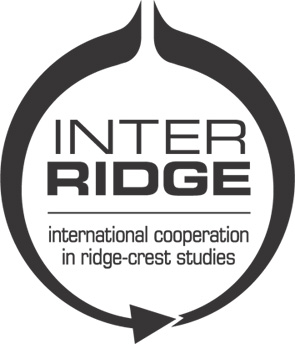 INTER
RIDGE
international cooperation
in ridge-crest studies